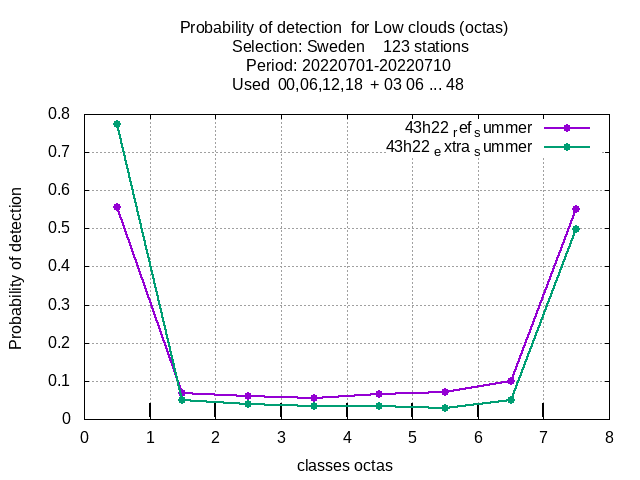 Probability of detection  for Low clouds (octas)
Selection: Sweden    123 stations
Period: 20220701-20220710
Used  00,06,12,18  + 03 06 ... 48
43h22 ref summer
43h22 extra summer
0.8
0.7
0.6
0.5
0.4
0.3
0.2
0.1
0
Probability of detection
0 1 2 3 4 5 6 7 8
classes octas